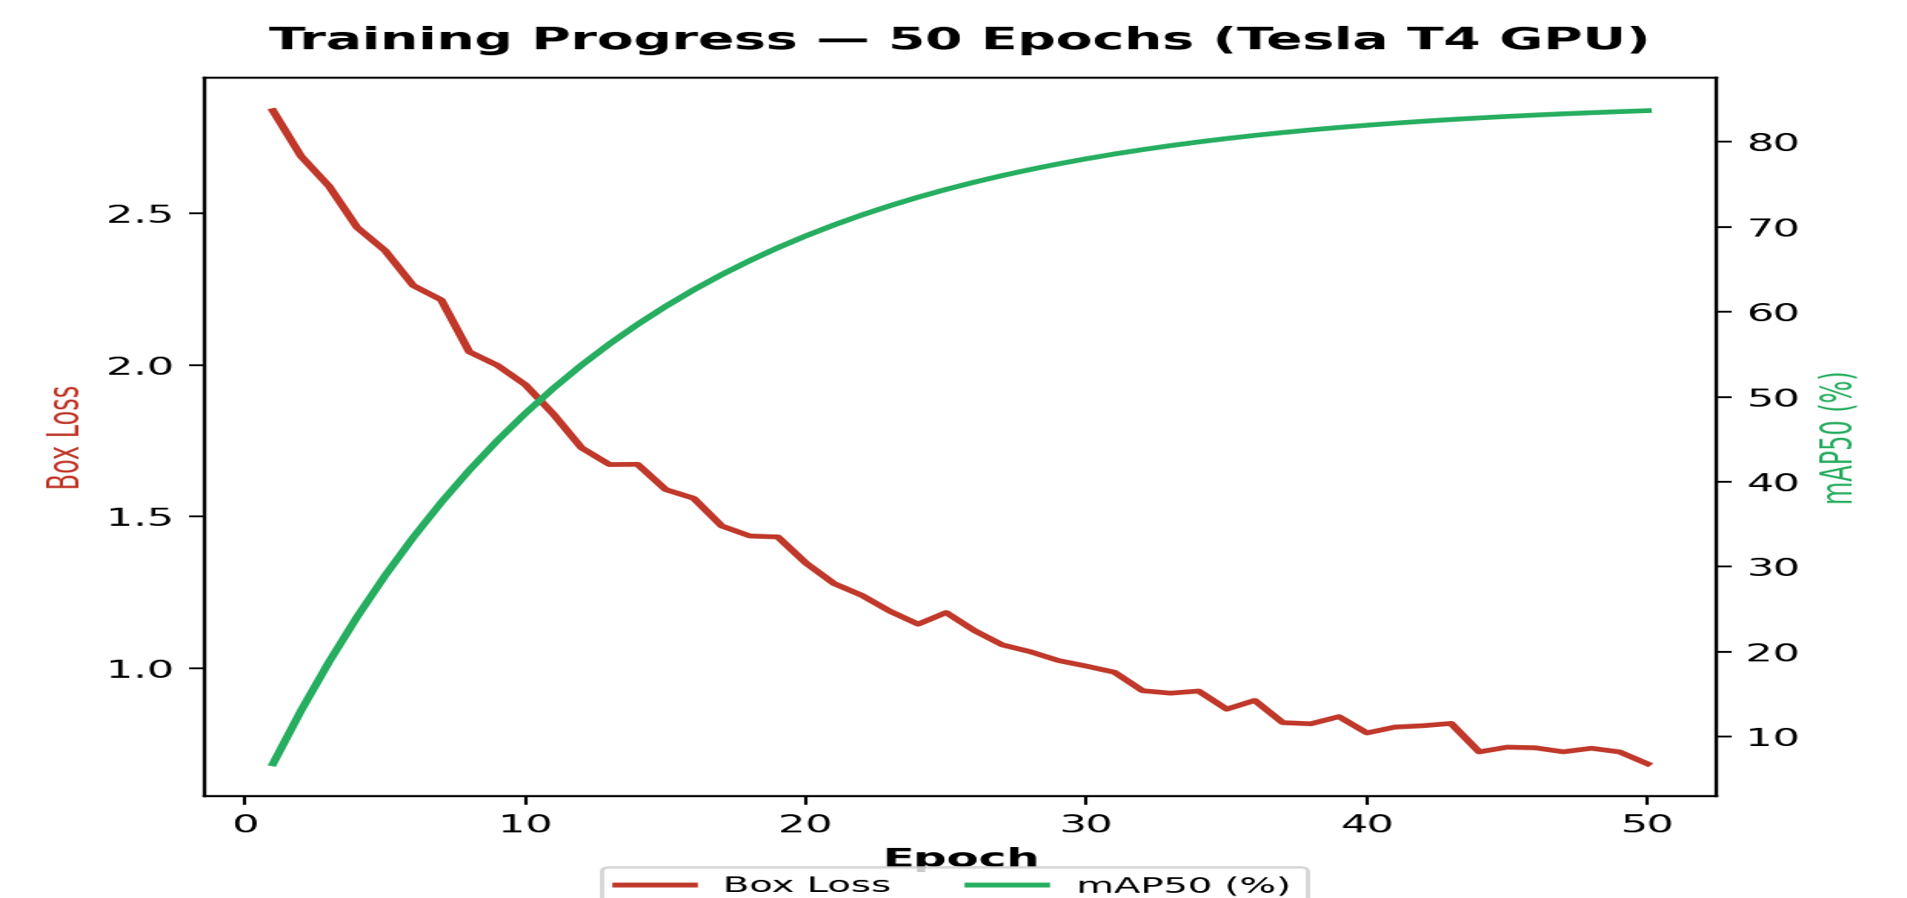 Training Progress — 50 Epochs (Tesla T4 GPU)
Box Loss
2.5
2.0
1.5
1.0
80
70
60
50
40
30
20
10
mAP50 (%)
0 10 20 30 40 50
Epoch
Box Loss mAP50 (%)